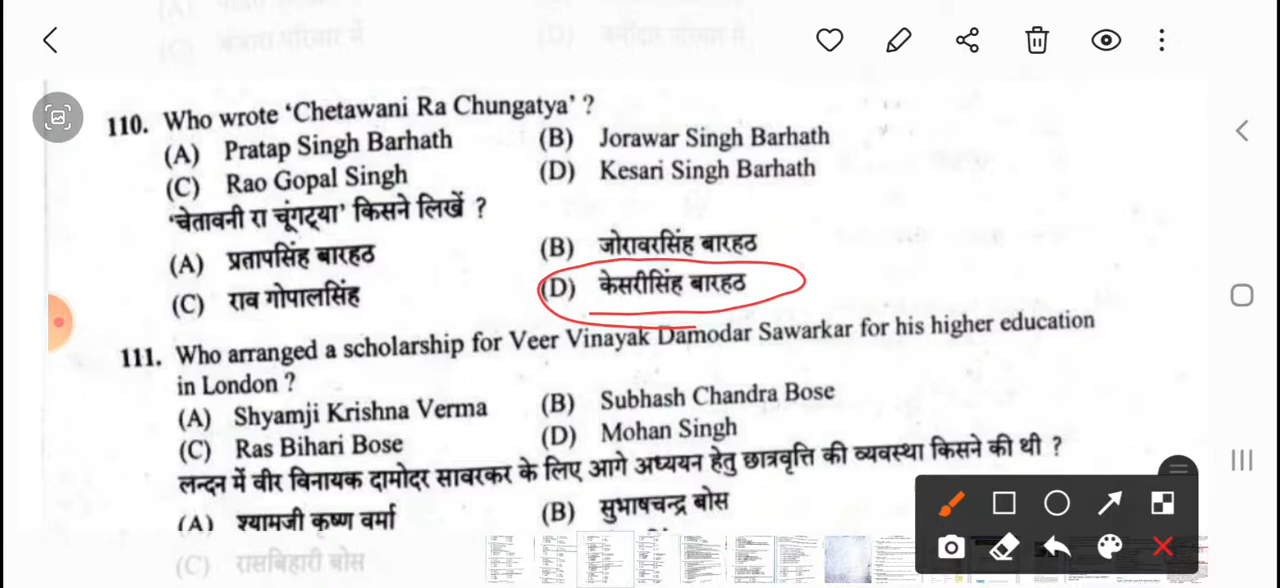 110. Who wrote 'Chetawani Ra Chungatya' ?
(A) Pratap Singh Barhath (B) Jorawar Singh Barhath
(C) Rao Gopal Singh (D) Kesari Singh Barhath
'चेतावनी रा चूंगट्या' किसने लिखें ?
(A) प्रतापसिंह बारहठ (B) जोरावरसिंह बारहठ
(C) राव गोपालसिंह (D) केसरीसिंह बारहठ
111. Who arranged a scholarship for Veer Vinayak Damodar Sawarkar for his higher education
in London ?
(A) Shyamji Krishna Verma (B) Subhash Chandra Bose
(C) Ras Bihari Bose (D) Mohan Singh
लन्दन में वीर विनायक दामोदर सावरकर के लिए आगे अध्ययन हेतु छात्रवृत्ति की व्यवस्था किसने की थी ?
(A) श्यामजी कृष्ण वर्मा (B) सुभाषचन्द्र बोस
(C) रासबिहारी बोस